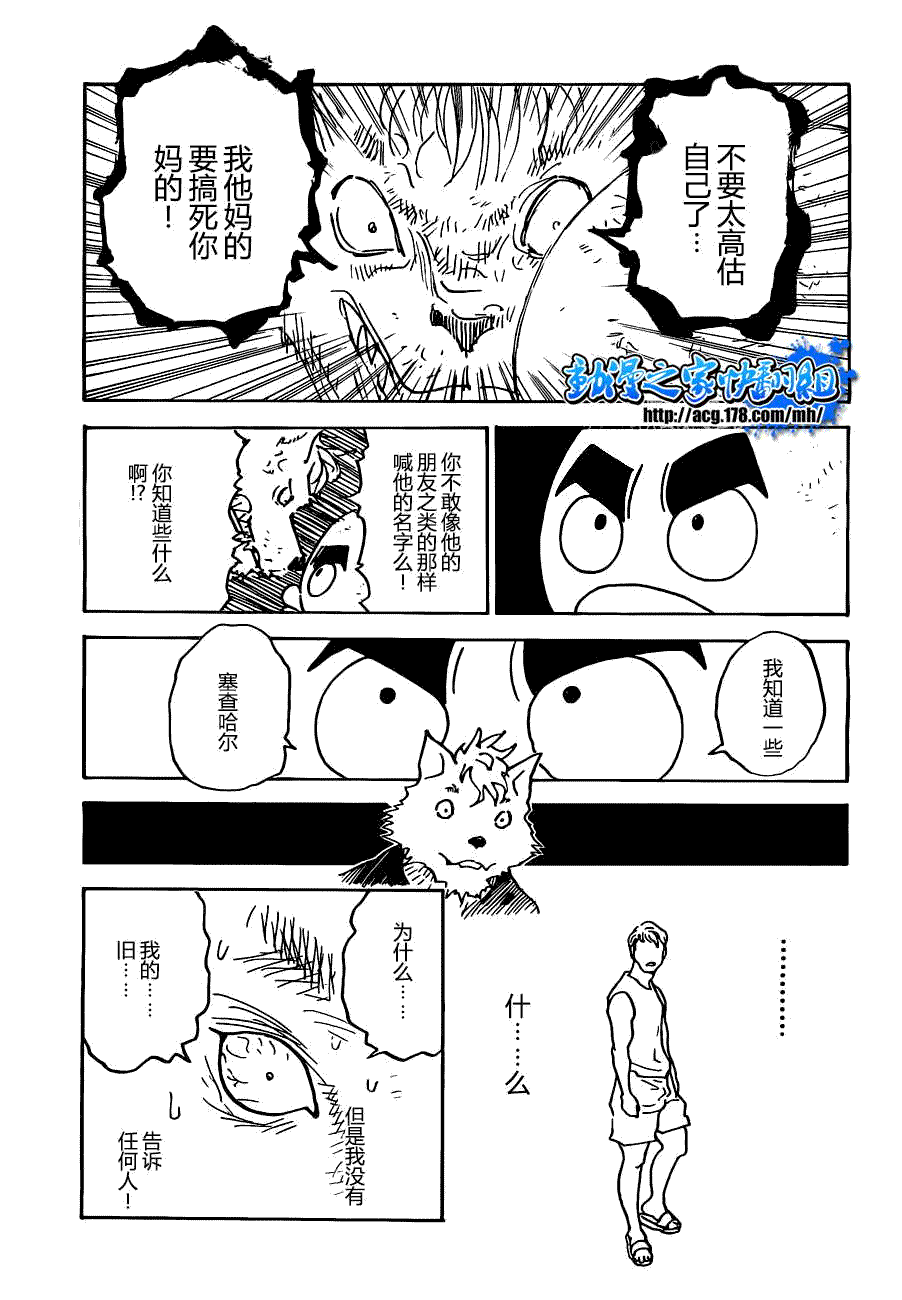 不要太高估
自己了…
我他妈的
要搞死你
妈的！
動漫之家快翻組
http://acg.178.com/mh/
你不敢像他的
朋友之类的那样
喊他的名字么！
你知道些什么
啊!?
我知道一些
塞查哈尔
…………
什……么
为什么……
我的……
旧……
但是我没有
告诉
任何人！